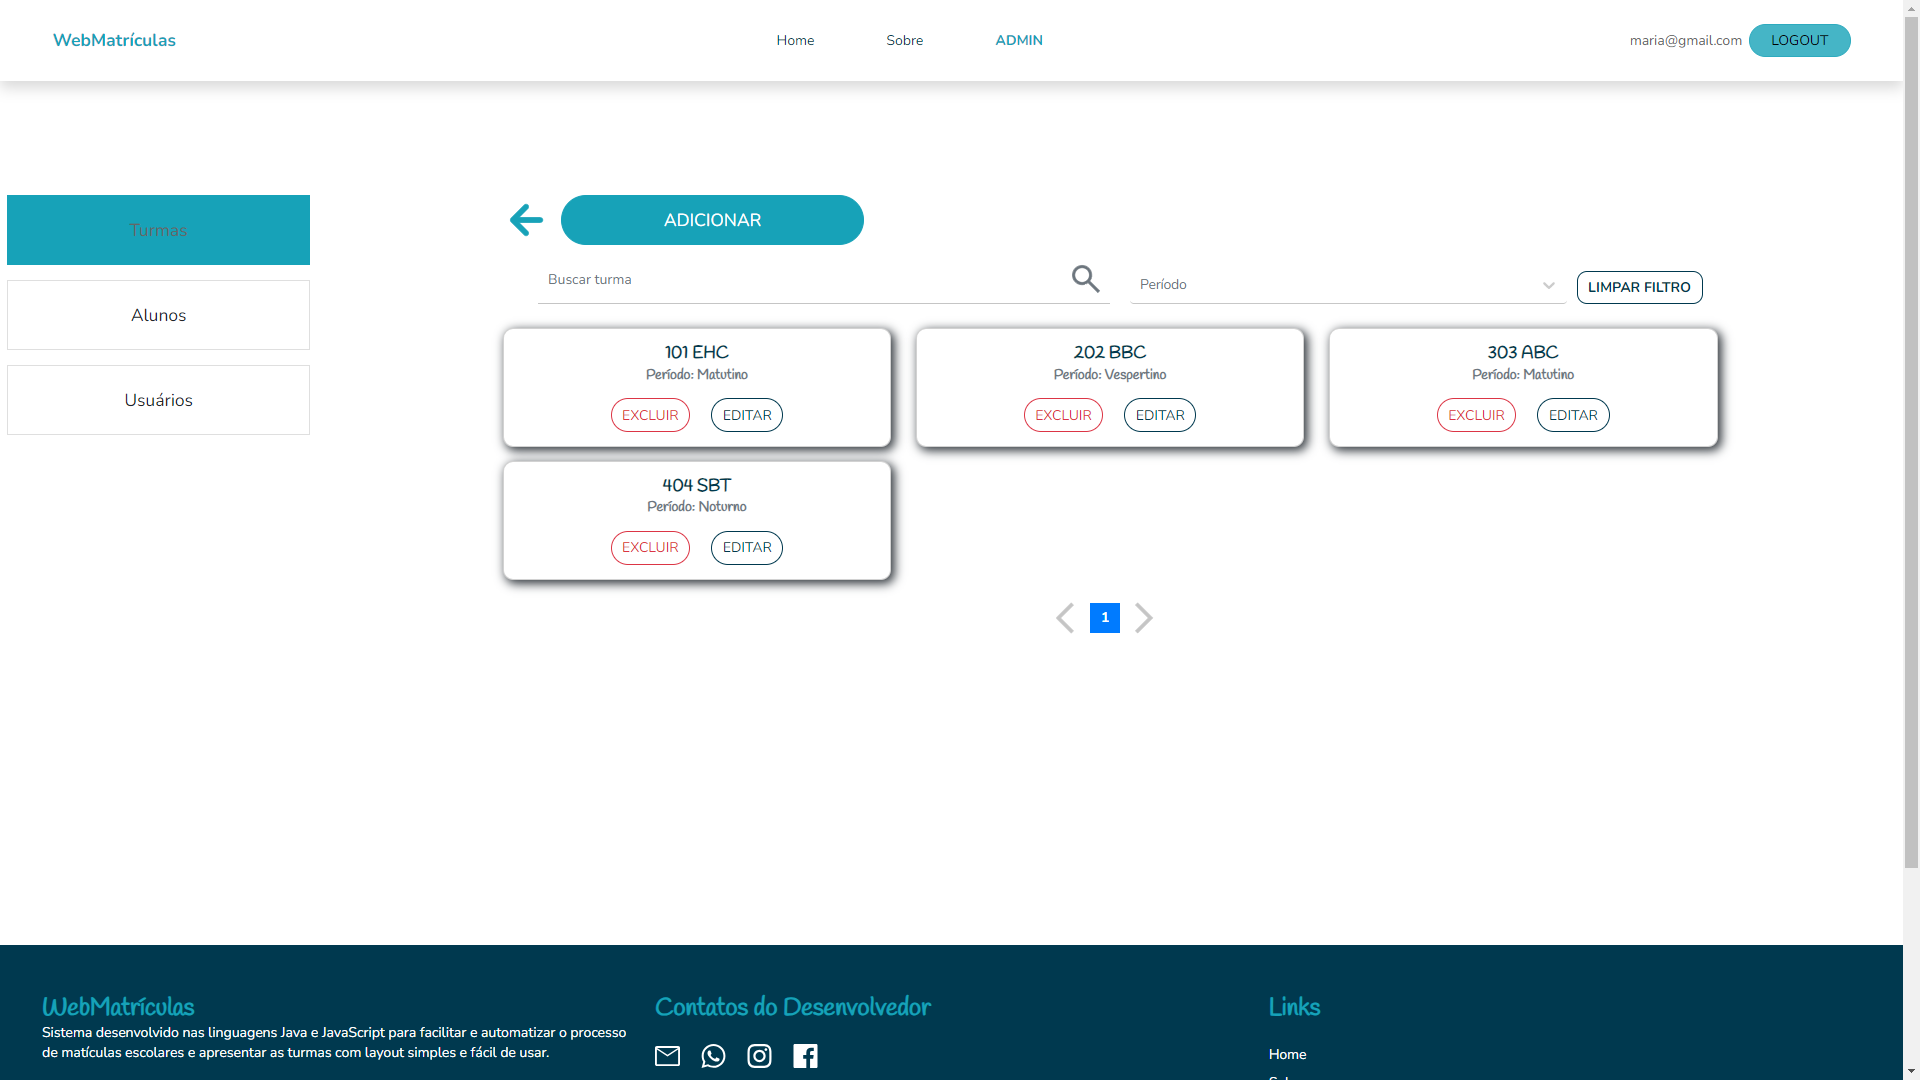 WebMatrículas
Home
Sobre
ADMIN
maria@gmail.com
LOGOUT
Turmas
Alunos
Usuários
ADICIONAR
Buscar turma
Período
LIMPAR FILTRO
101 EHC
Período: Matutino
EXCLUIR
EDITAR
202 BBC
Período: Vespertino
EXCLUIR
EDITAR
303 ABC
Período: Matutino
EXCLUIR
EDITAR
404 SBT
Período: Noturno
EXCLUIR
EDITAR
1
WebMatrículas
Sistema desenvolvido nas linguagens Java e JavaScript para facilitar e automatizar o processo
de matículas escolares e apresentar as turmas com layout simples e fácil de usar.
Contatos do Desenvolvedor
Links
Home